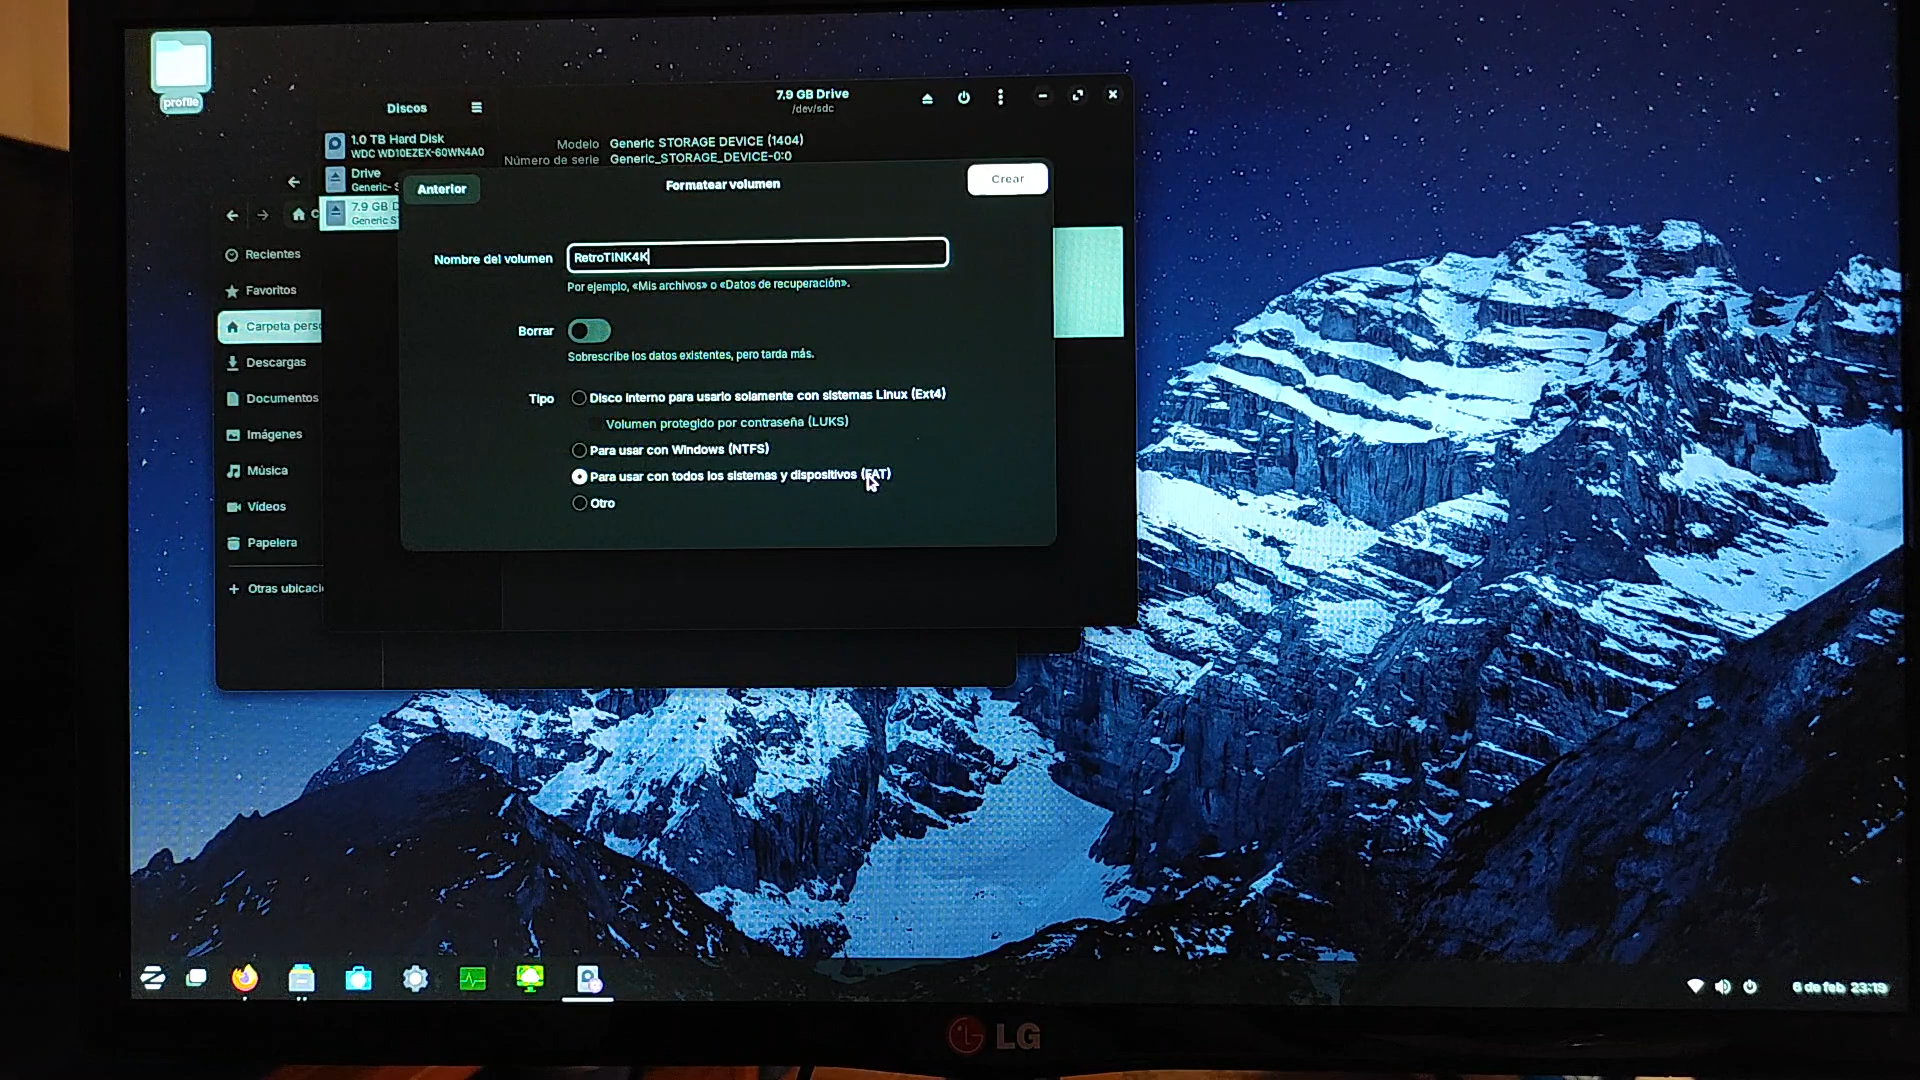 profile
Discos
7.9 GB Drive
/dev/sdc
1.0 TB Hard Disk
WDC WD10EZEX-60WN4A0
Modelo Generic STORAGE DEVICE (1404)
Número de serie Generic_STORAGE_DEVICE-0:0
Drive
Generic- S
7.9 GB D
Generic S
Anterior
Formatear volumen
Crear
C
Recientes
Favoritos
Carpeta perso
Descargas
Documentos
Imágenes
Música
Vídeos
Papelera
Otras ubicaci
Nombre del volumen RetroTINK4K
Por ejemplo, «Mis archivos» o «Datos de recuperación».
Borrar
Sobrescribe los datos existentes, pero tarda más.
Tipo Disco interno para usarlo solamente con sistemas Linux (Ext4)
Volumen protegido por contraseña (LUKS)
Para usar con Windows (NTFS)
Para usar con todos los sistemas y dispositivos (FAT)
Otro
6 de feb 23:19
LG